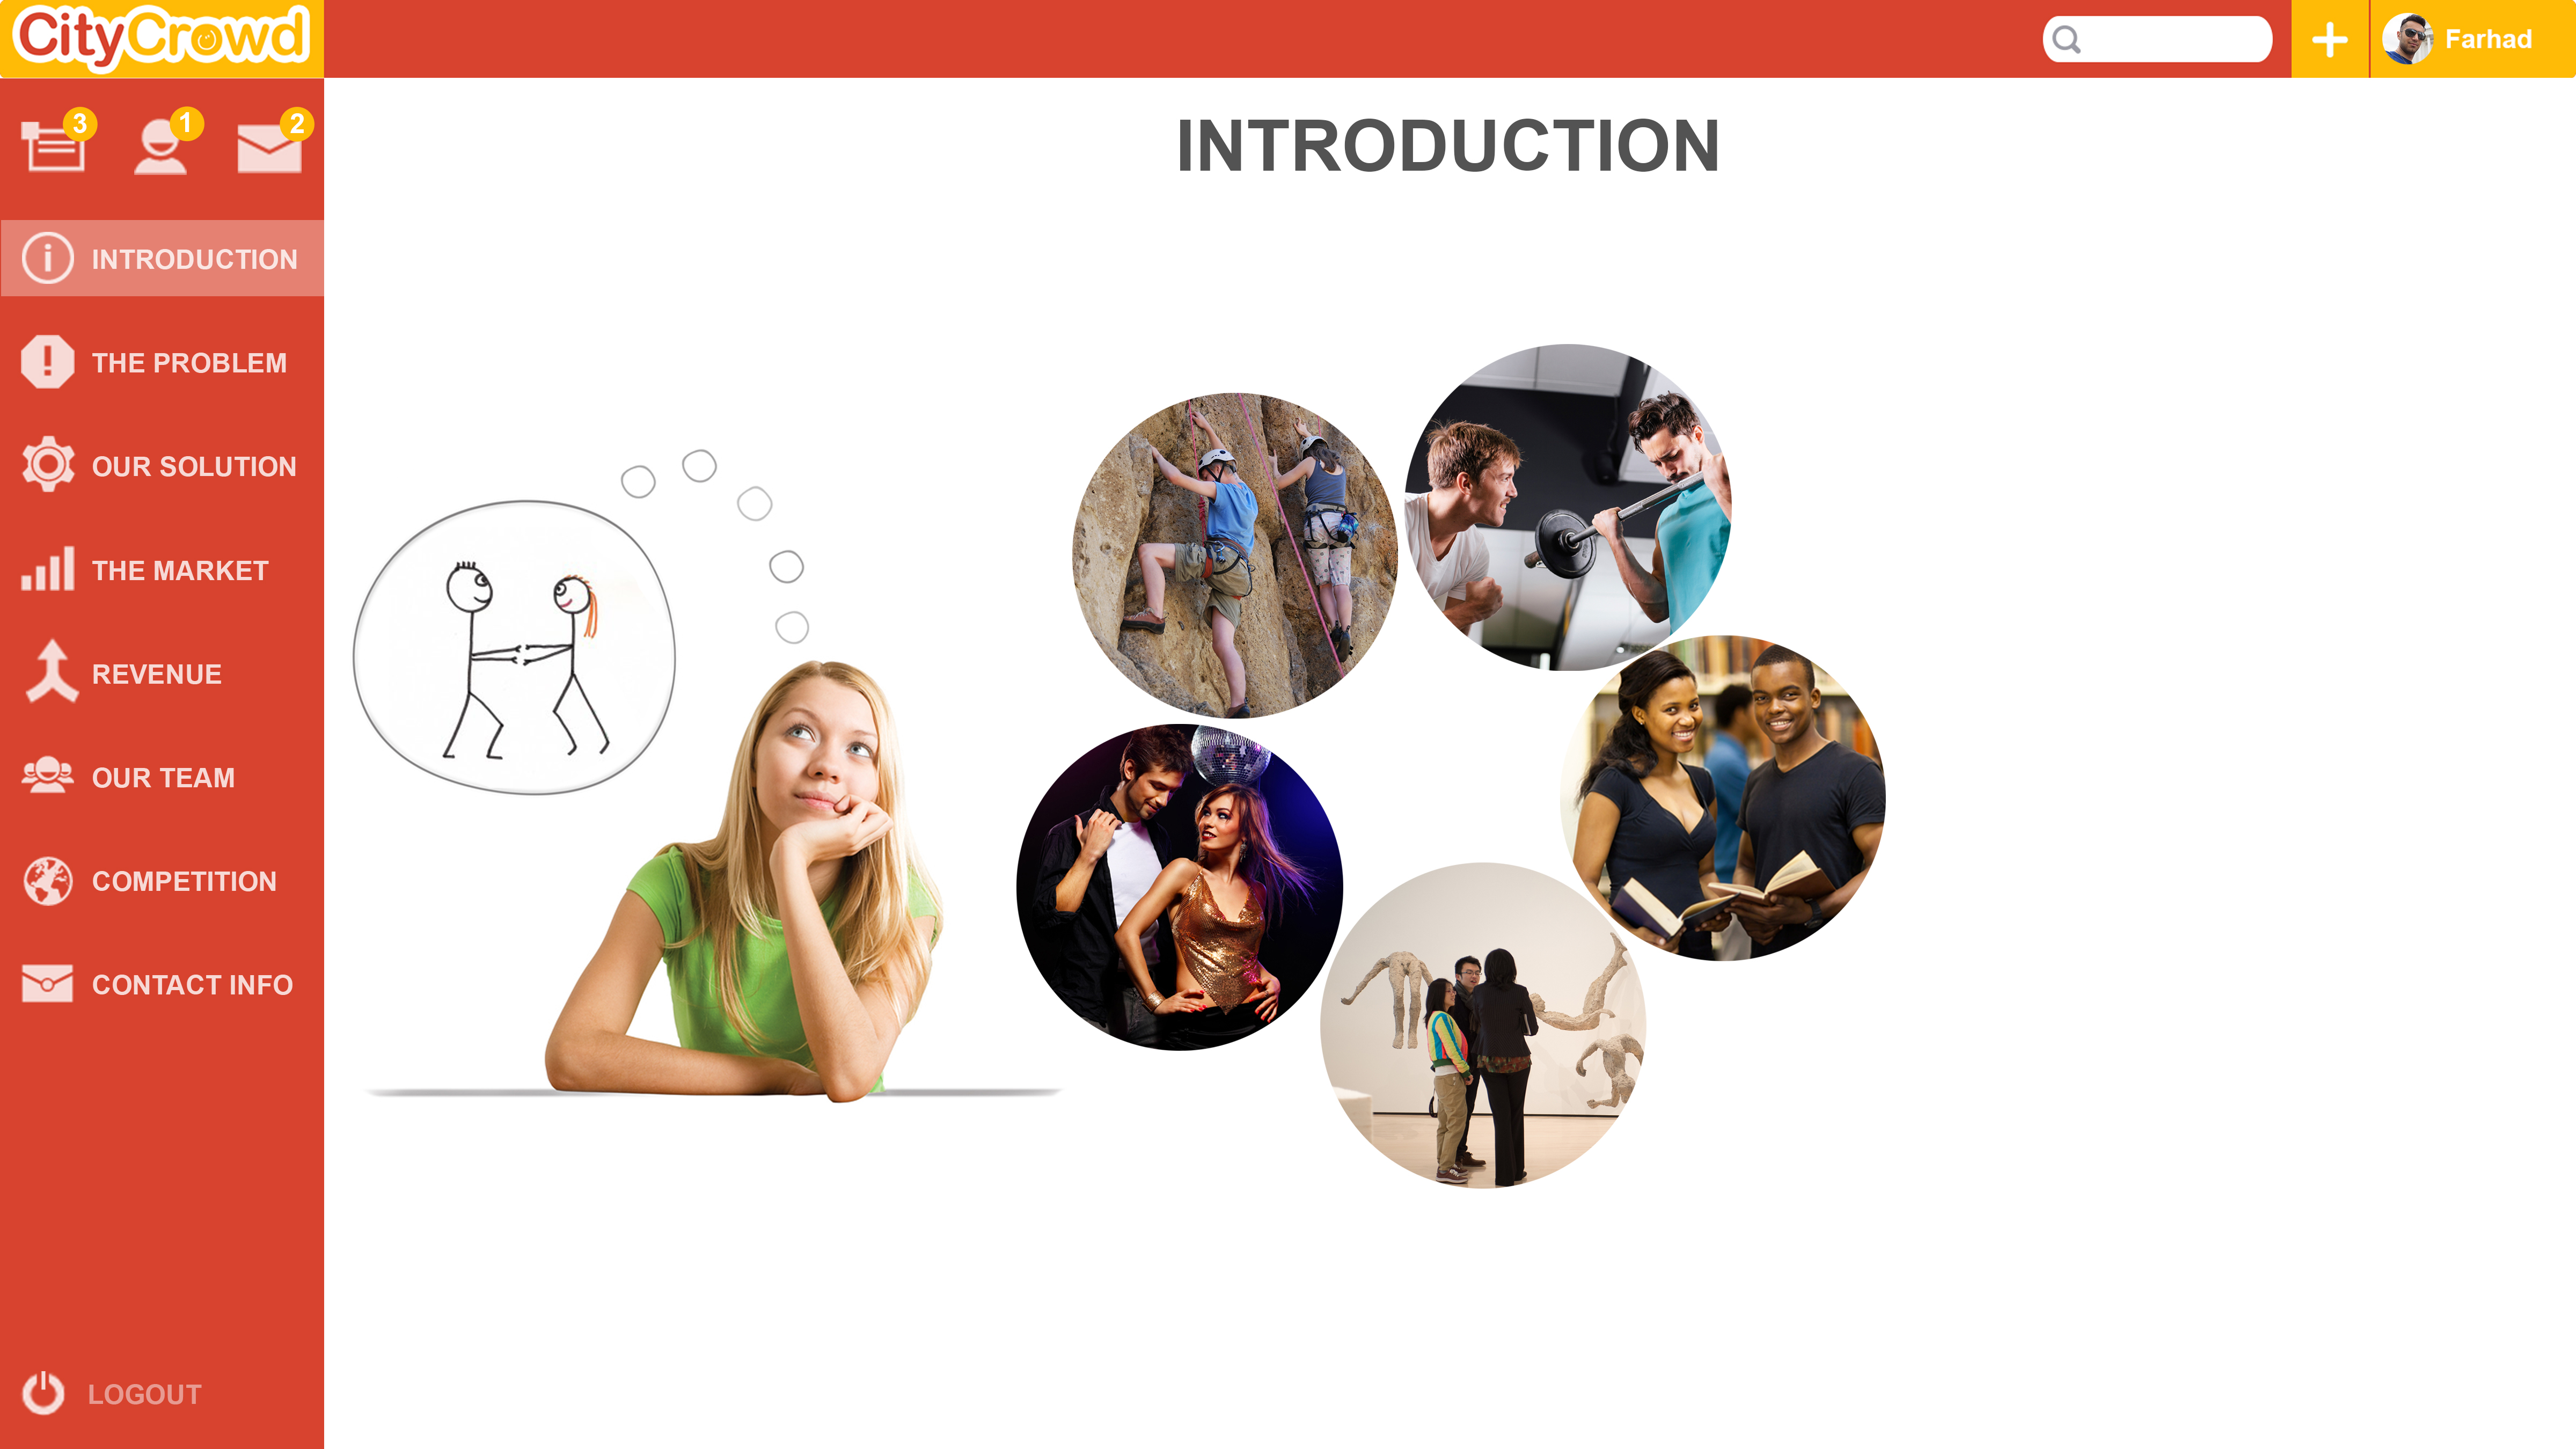 CityCrowd
Farhad
3
1
2
INTRODUCTION
INTRODUCTION
THE PROBLEM
OUR SOLUTION
THE MARKET
REVENUE
OUR TEAM
COMPETITION
CONTACT INFO
LOGOUT